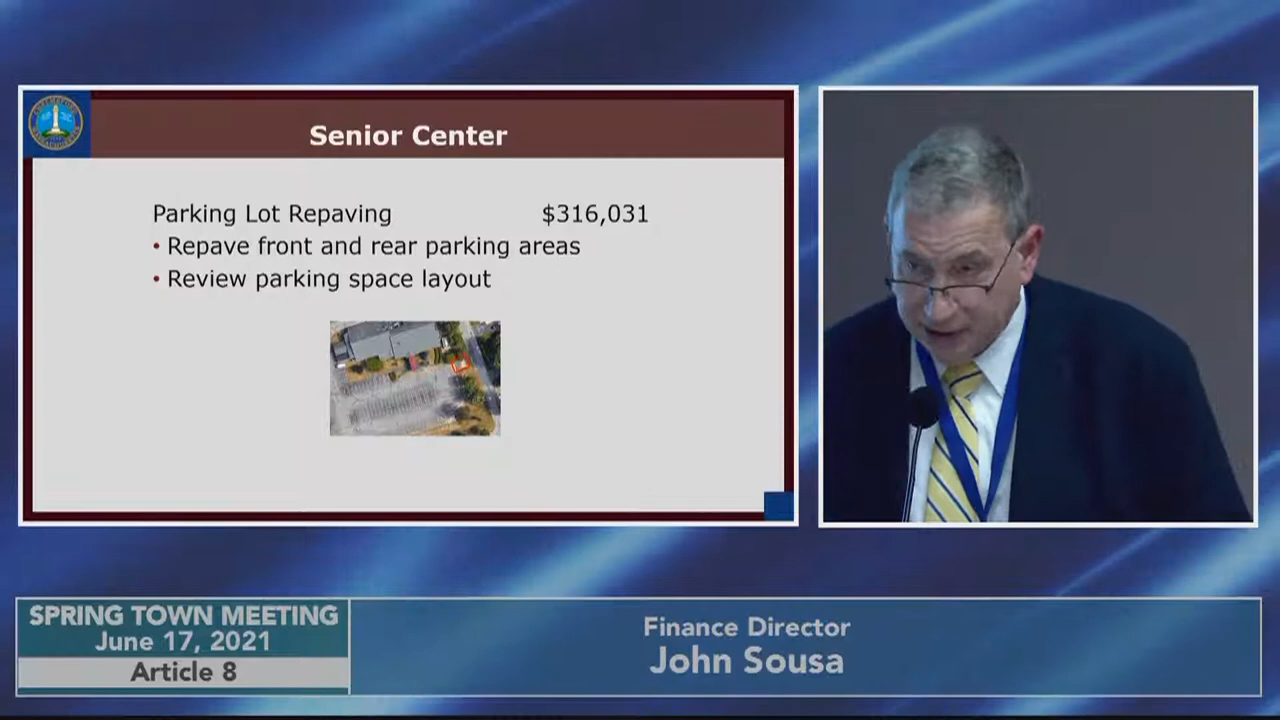 Senior Center
Parking Lot Repaving $316,031
• Repave front and rear parking areas
• Review parking space layout
SPRING TOWN MEETING
June 17, 2021
Article 8
Finance Director
John Sousa